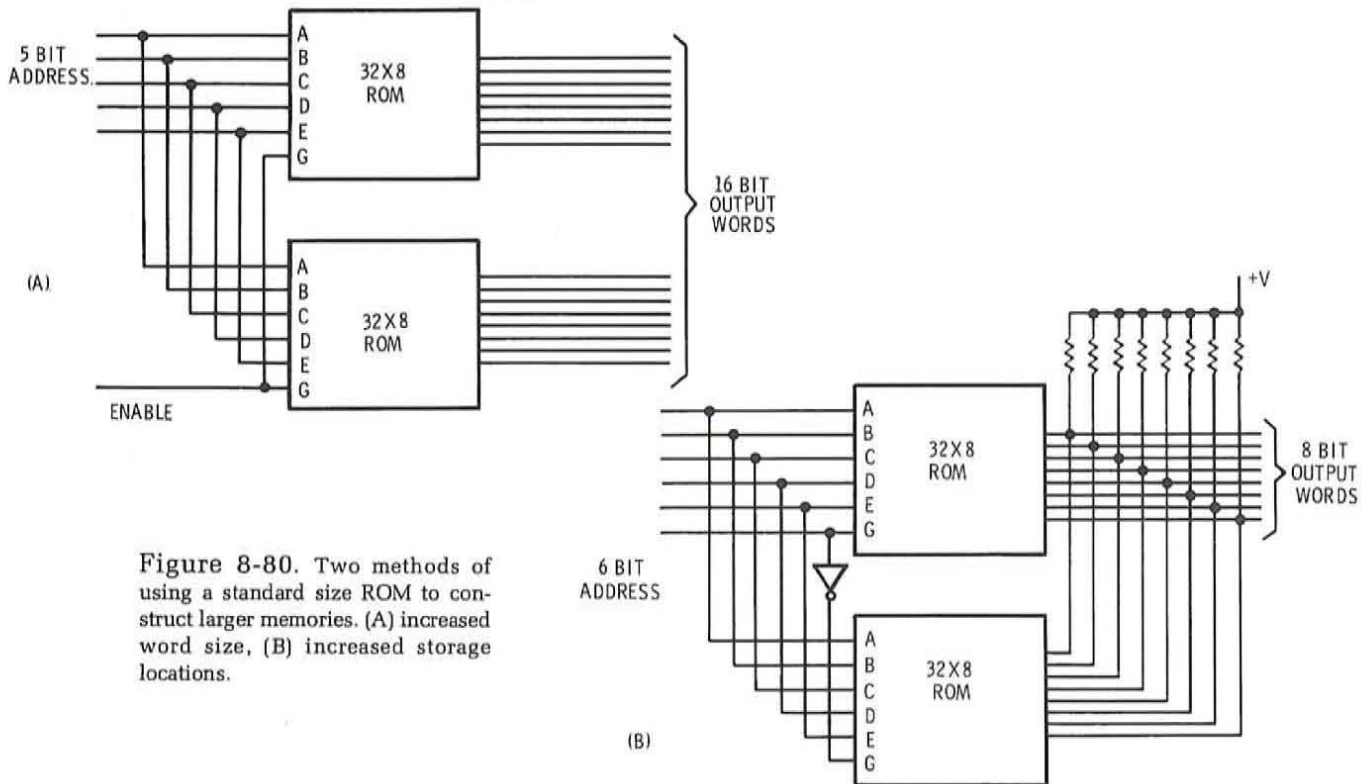 5 BIT
ADDRESS.
A
B
C
D
E
G
32X8
ROM
16 BIT
OUTPUT
WORDS
(A)
A
B
C
D
E
G
32X8
ROM
ENABLE
+V
A
B
C
D
E
G
32X8
ROM
8 BIT
OUTPUT
WORDS
6 BIT
ADDRESS
A
B
C
D
E
G
32X8
ROM
(B)
Figure 8-80. Two methods of
using a standard size ROM to con-
struct larger memories. (A) increased
word size, (B) increased storage
locations.